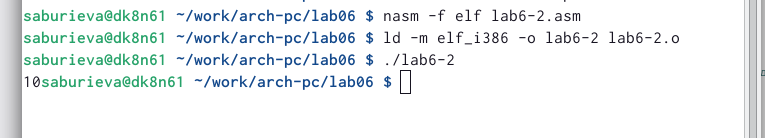 saburieva@dk8n61 ~/work/arch-pc/lab06 $ nasm -f elf lab6-2.asm
saburieva@dk8n61 ~/work/arch-pc/lab06 $ ld -m elf_i386 -o lab6-2 lab6-2.o
saburieva@dk8n61 ~/work/arch-pc/lab06 $ ./lab6-2
10saburieva@dk8n61 ~/work/arch-pc/lab06 $